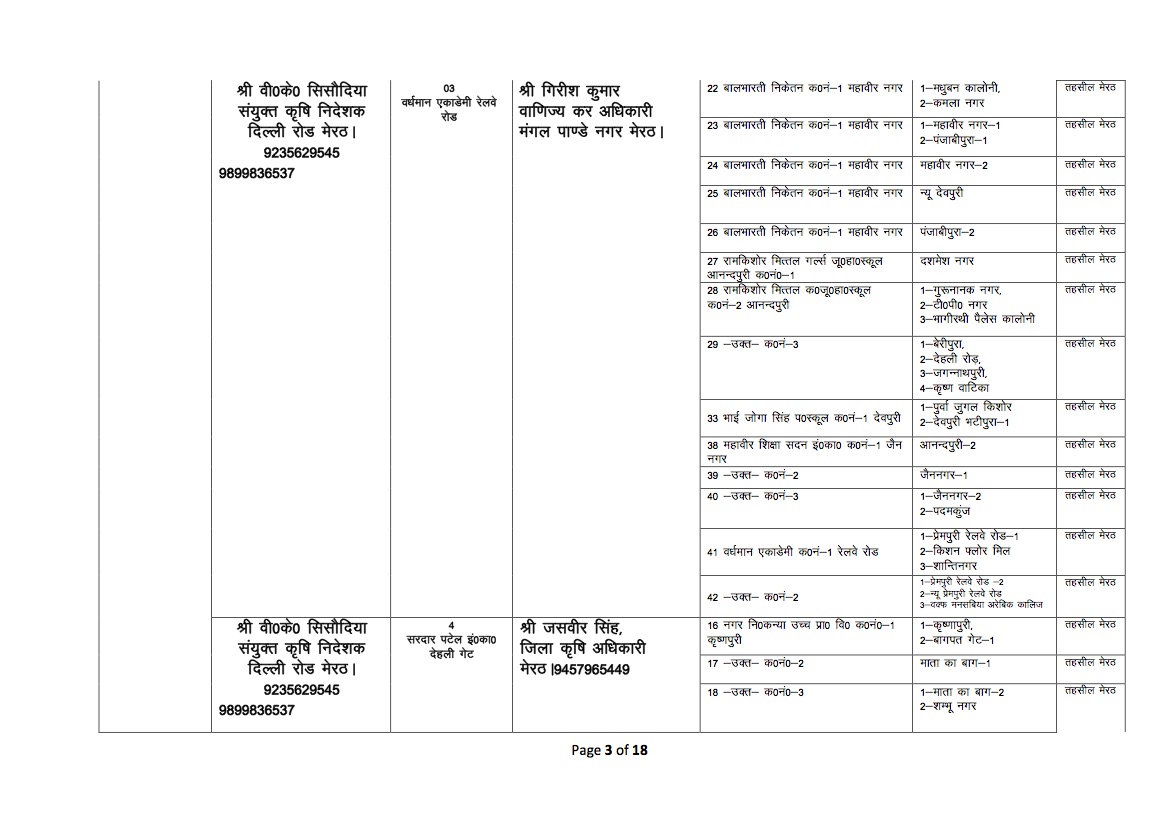 श्री वी0के0 सिसौदिया
संयुक्त कृषि निदेशक
दिल्ली रोड मेरठ।
9235629545
9899836537
03
वर्धमान एकाडेमी रेलवे
रोड
श्री गिरीश कुमार
वाणिज्य कर अधिकारी
मंगल पाण्डे नगर मेरठ।
22 बालभारती निकेतन क0नं–1 महावीर नगर
1–मधुबन कालोनी,
2–कमला नगर
तहसील मेरठ
23 बालभारती निकेतन क0नं–1 महावीर नगर
1–महावीर नगर–1
2–पंजाबीपुरा–1
तहसील मेरठ
24 बालभारती निकेतन क0नं–1 महावीर नगर
महावीर नगर–2
तहसील मेरठ
25 बालभारती निकेतन क0नं–1 महावीर नगर
न्यू देवपुरी
तहसील मेरठ
26 बालभारती निकेतन क0नं–1 महावीर नगर
पंजाबीपुरा–2
तहसील मेरठ
27 रामकिशोर मित्तल गर्ल्स जू0हा0स्कूल
आनन्दपुरी क0नं0–1
दशमेश नगर
तहसील मेरठ
28 रामकिशोर मित्तल क0जू0हा0स्कूल
क0नं–2 आनन्दपुरी
1–गुरूनानक नगर,
2–टी0पी0 नगर
3–भागीरथी पैलेस कालोनी
तहसील मेरठ
29 –उक्त– क0नं–3
1–बेरीपुरा,
2–देहली रोड़,
3–जगन्नाथपुरी,
4–कृष्ण वाटिका
तहसील मेरठ
33 भाई जोगा सिंह प0स्कूल क0नं–1 देवपुरी
1–पुर्वा जुगल किशोर
2–देवपुरी भटीपुरा–1
तहसील मेरठ
38 महावीर शिक्षा सदन इं0का0 क0नं–1 जैन
नगर
आनन्दपुरी–2
तहसील मेरठ
39 –उक्त– क0नं–2
जैननगर–1
तहसील मेरठ
40 –उक्त– क0नं–3
1–जैननगर–2
2–पदमकुंज
तहसील मेरठ
41 वर्धमान एकाडेमी क0नं–1 रेलवे रोड
1–प्रेमपुरी रेलवे रोड–1
2–किशन फ्लोर मिल
3–शान्तिनगर
तहसील मेरठ
42 –उक्त– क0नं–2
1–प्रेमपुरी रेलवे रोड –2
2–न्यू प्रेमपुरी रेलवे रोड
3–वक्फ मंनसबिया अरेबिक कालिज
तहसील मेरठ
श्री वी0के0 सिसौदिया
संयुक्त कृषि निदेशक
दिल्ली रोड मेरठ।
9235629545
9899836537
4
सरदार पटेल इं0का0
देहली गेट
श्री जसवीर सिंह,
जिला कृषि अधिकारी
मेरठ।9457965449
16 नगर नि0कन्या उच्च प्रा0 वि0 क0नं0–1
कृष्णपुरी
1–कृष्णापुरी,
2–बागपत गेट–1
तहसील मेरठ
17 –उक्त– क0नं0–2
माता का बाग–1
तहसील मेरठ
18 –उक्त– क0नं0–3
1–माता का बाग–2
2–शम्भू नगर
तहसील मेरठ
Page 3 of 18